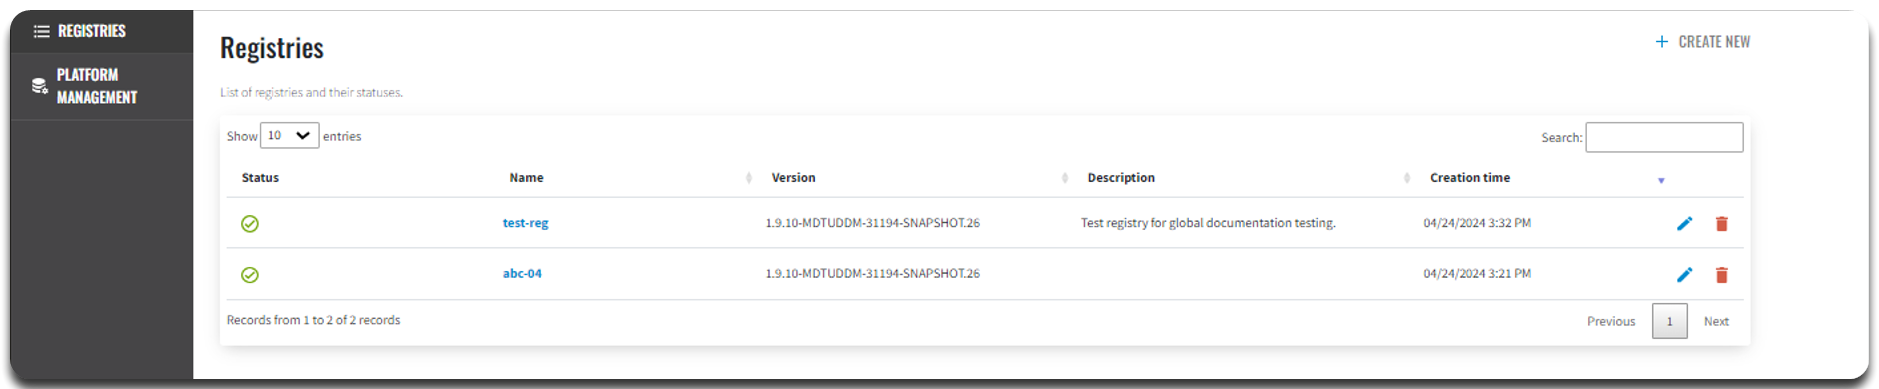 REGISTRIES
PLATFORM
MANAGEMENT
Registries
CREATE NEW
List of registries and their statuses.
Show 10 entries
Search:
Status Name Version Description Creation time
test-reg 1.9.10-MDTUDDM-31194-SNAPSHOT.26 Test registry for global documentation testing. 04/24/2024 3:32 PM
abc-04 1.9.10-MDTUDDM-31194-SNAPSHOT.26 04/24/2024 3:21 PM
Records from 1 to 2 of 2 records
Previous 1 Next